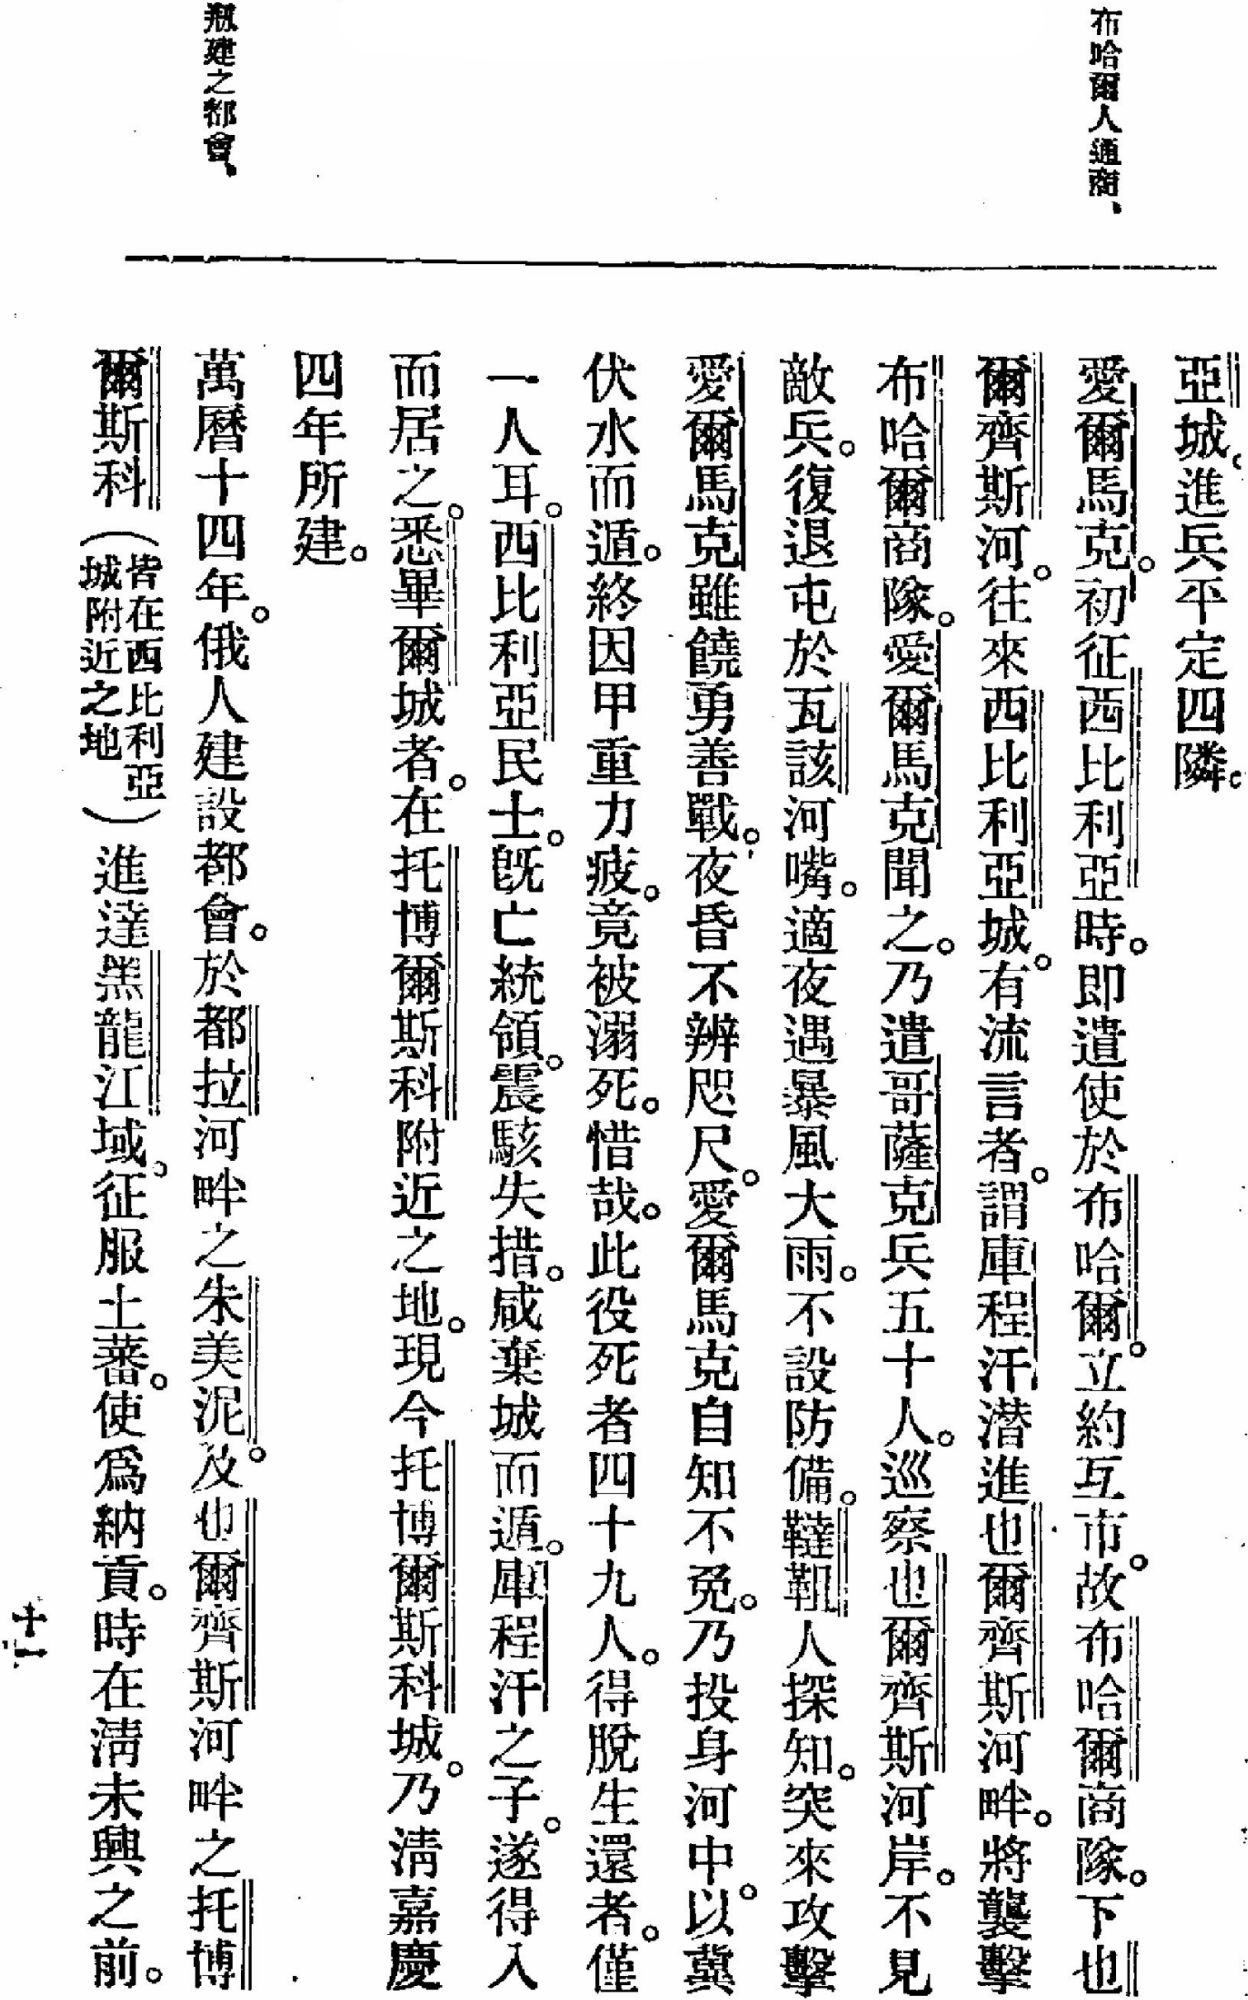 布哈爾人通商、
亞城。進兵平定四隣。
愛爾馬克。初征西比利亞時。卽遣使於布哈爾。立約互市。故布哈爾商隊。下也
爾齊斯河。往來西比利亞城。有流言者。謂庫程汗潜進也爾齊斯河畔。將襲擊
布哈爾商隊。愛爾馬克聞之。乃遣哥薩克兵五十人。巡察也爾齊斯河岸。不見
敵兵。復退屯於瓦該河嘴。適夜遇暴風大雨。不設防備。韃靼人探知。突來攻擊
愛爾馬克雖饒勇善戰。夜昏不辨咫尺。愛爾馬克自知不免。乃投身河中。以冀
伏水而遁。終因甲重力疲。竟被溺死。惜哉。此役死者四十九人。得脫生還者。僅
一人耳。西比利亞民士。旣亡統領。震駭失措。咸棄城而遁。庫程汗之子。遂得入
而居之。悉畢爾城者。在托博爾斯科附近之地。現今托博爾斯科城。乃淸嘉慶
四年所建。
剏建之都會、
萬曆十四年。俄人建設都會。於都拉河畔之朱美泥。及也爾齊斯河畔之托博
爾斯科(皆在西比利亞城附近之地)進達黑龍江域。征服土蕃。使爲納貢。時在淸未興之前。
十一